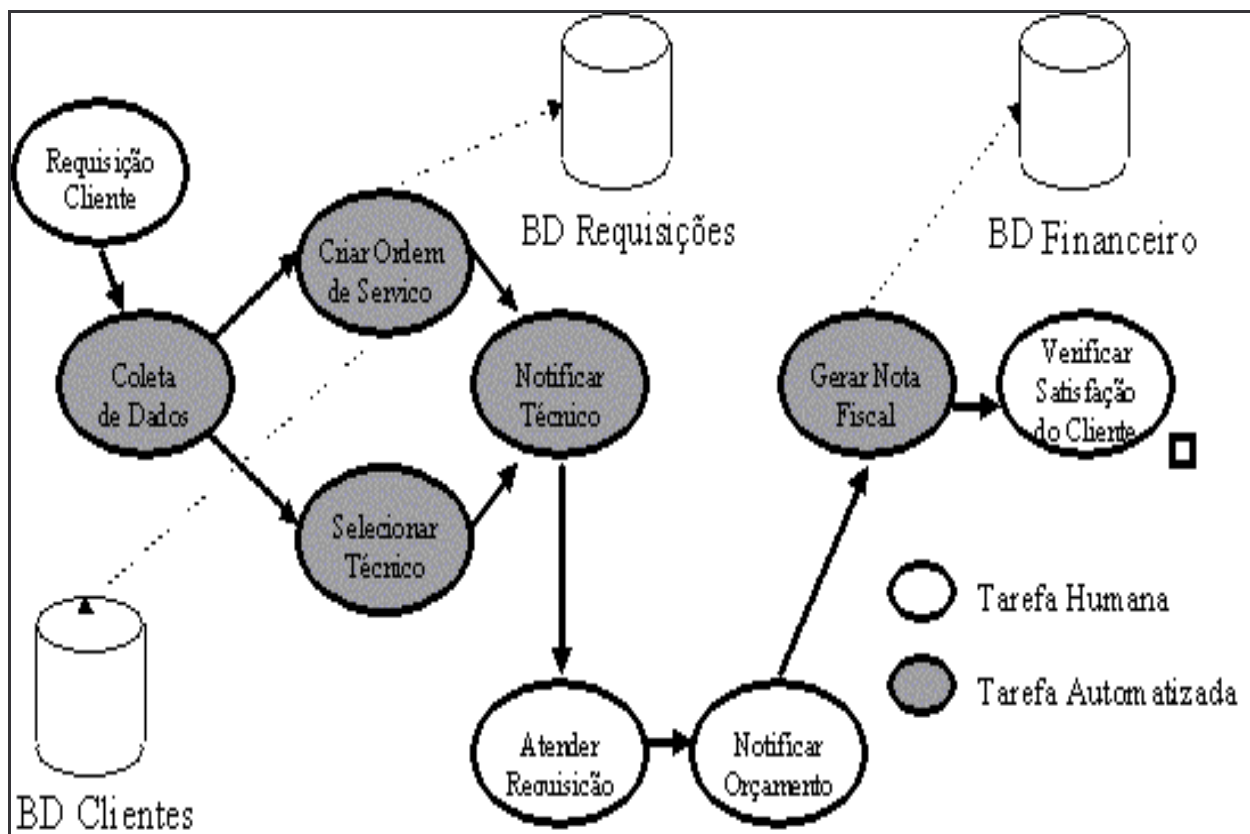 Requisição
Cliente
Criar Ordem
de Servico
BD Requisições
BD Financeiro
Coleta
de Dados
Notificar
Técnico
Gerar Nota
Fiscal
Verificar
Satisfação
do Cliente
Selecionar
Técnico
Tarefa Humana
Tarefa Automatizada
Atender
Requisição
Notificar
Orçamento
BD Clientes